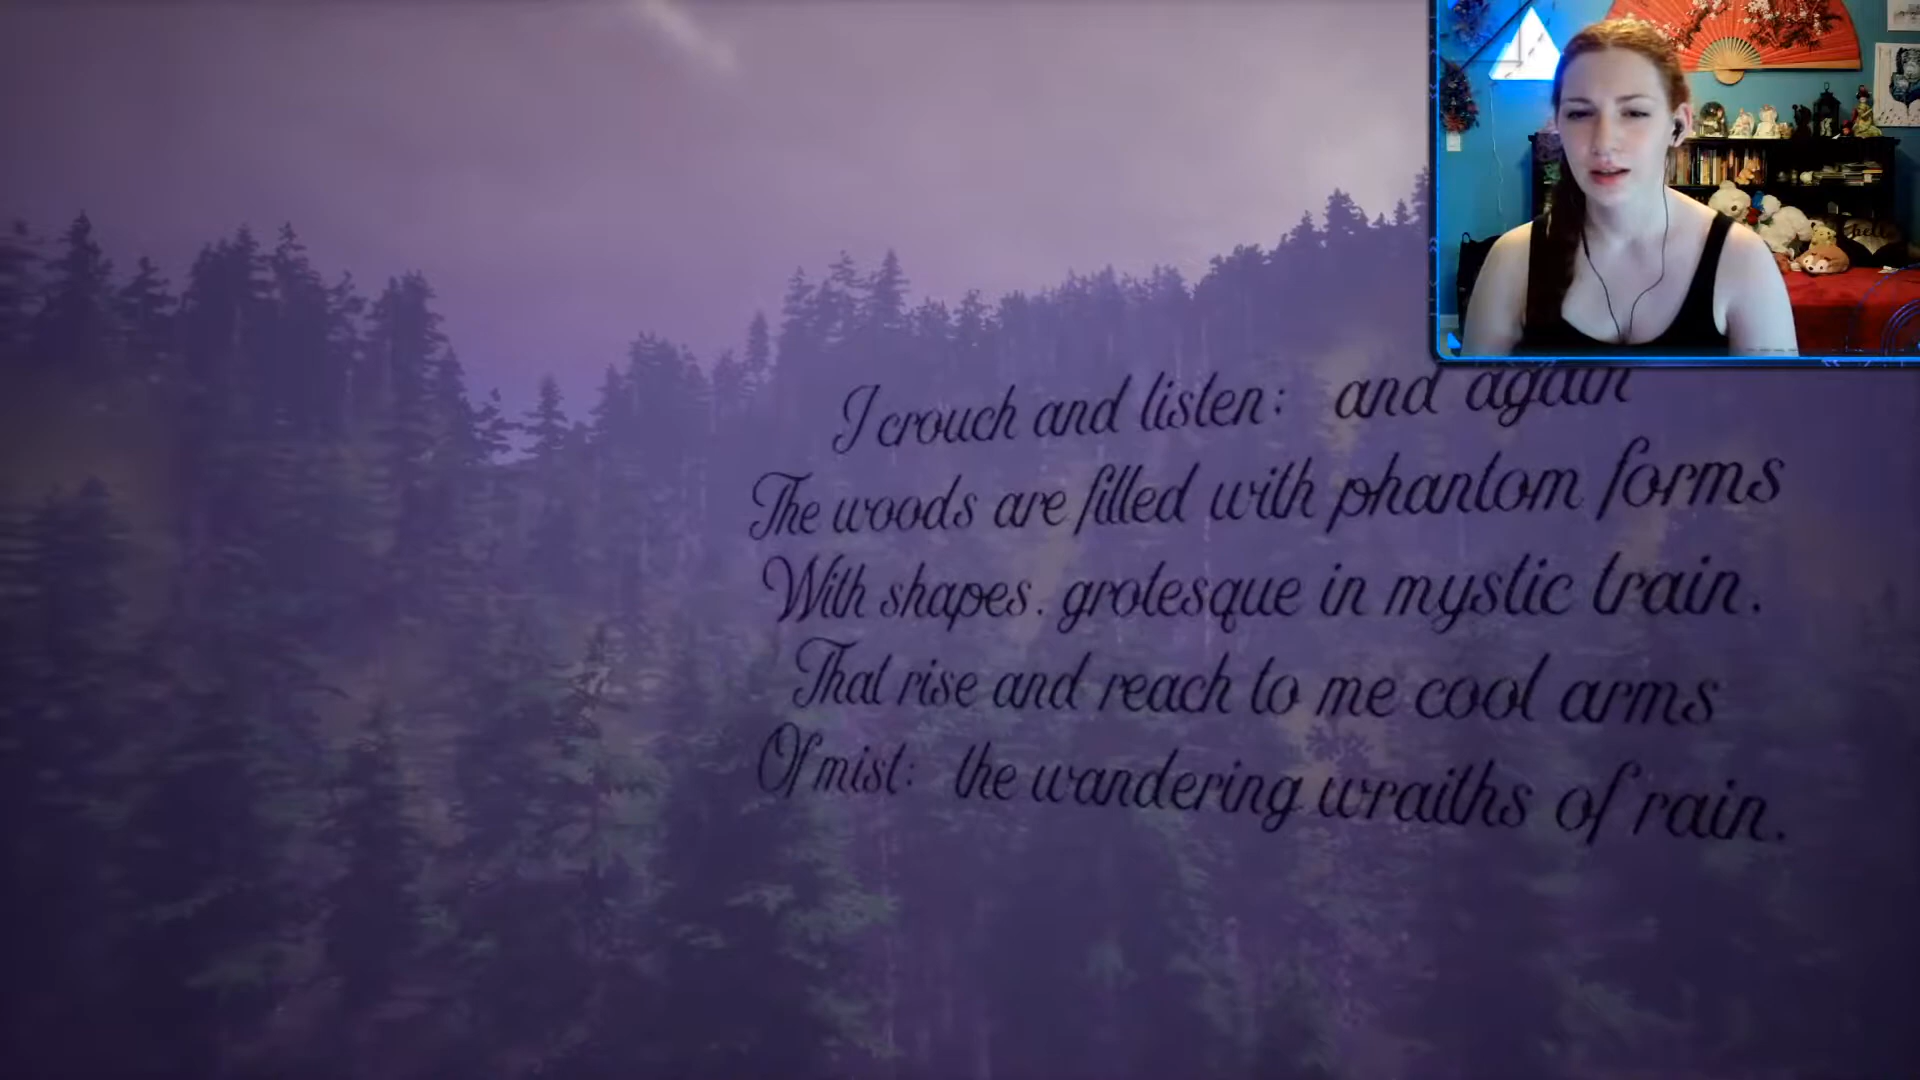 I crouch and listen: and again
The woods are filled with phantom forms
With shapes. grotesque in mystic train.
That rise and reach to me cool arms
Of mist: the wandering wraiths of rain.
hello